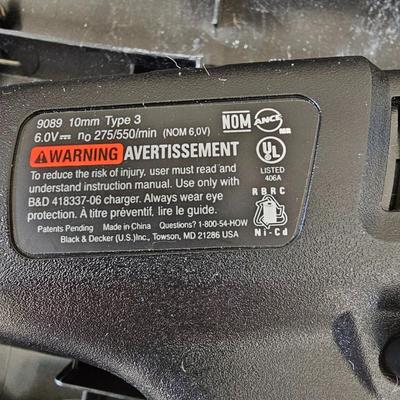 9089 10mm Type 3
6.0V⎓ no 275/550/min (NOM 6,0V)
NOM
ANCE
UL
LISTED
406A
WARNING AVERTISSEMENT
To reduce the risk of injury, user must read and
understand instruction manual. Use only with
B&D 418337-06 charger. Always wear eye
protection. À titre préventif, lire le guide.
Patents Pending Made in China Questions? 1-800-54-HOW
Black & Decker (U.S.)Inc., Towson, MD 21286 USA
RBRC
Ni-Cd